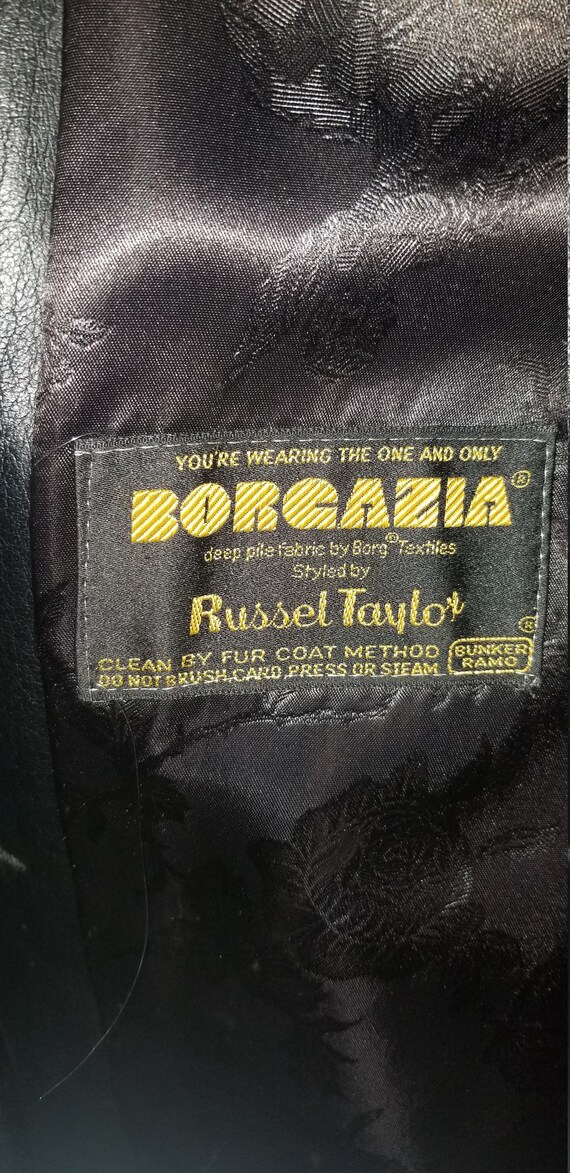 YOU'RE WEARING THE ONE AND ONLY
BORGAZIA®
deep pile fabric by Borg® Textiles
Styled by
Russel Taylor
®
CLEAN BY FUR COAT METHOD
DO NOT BRUSH, CARD, PRESS OR STEAM
BUNKER
RAMO